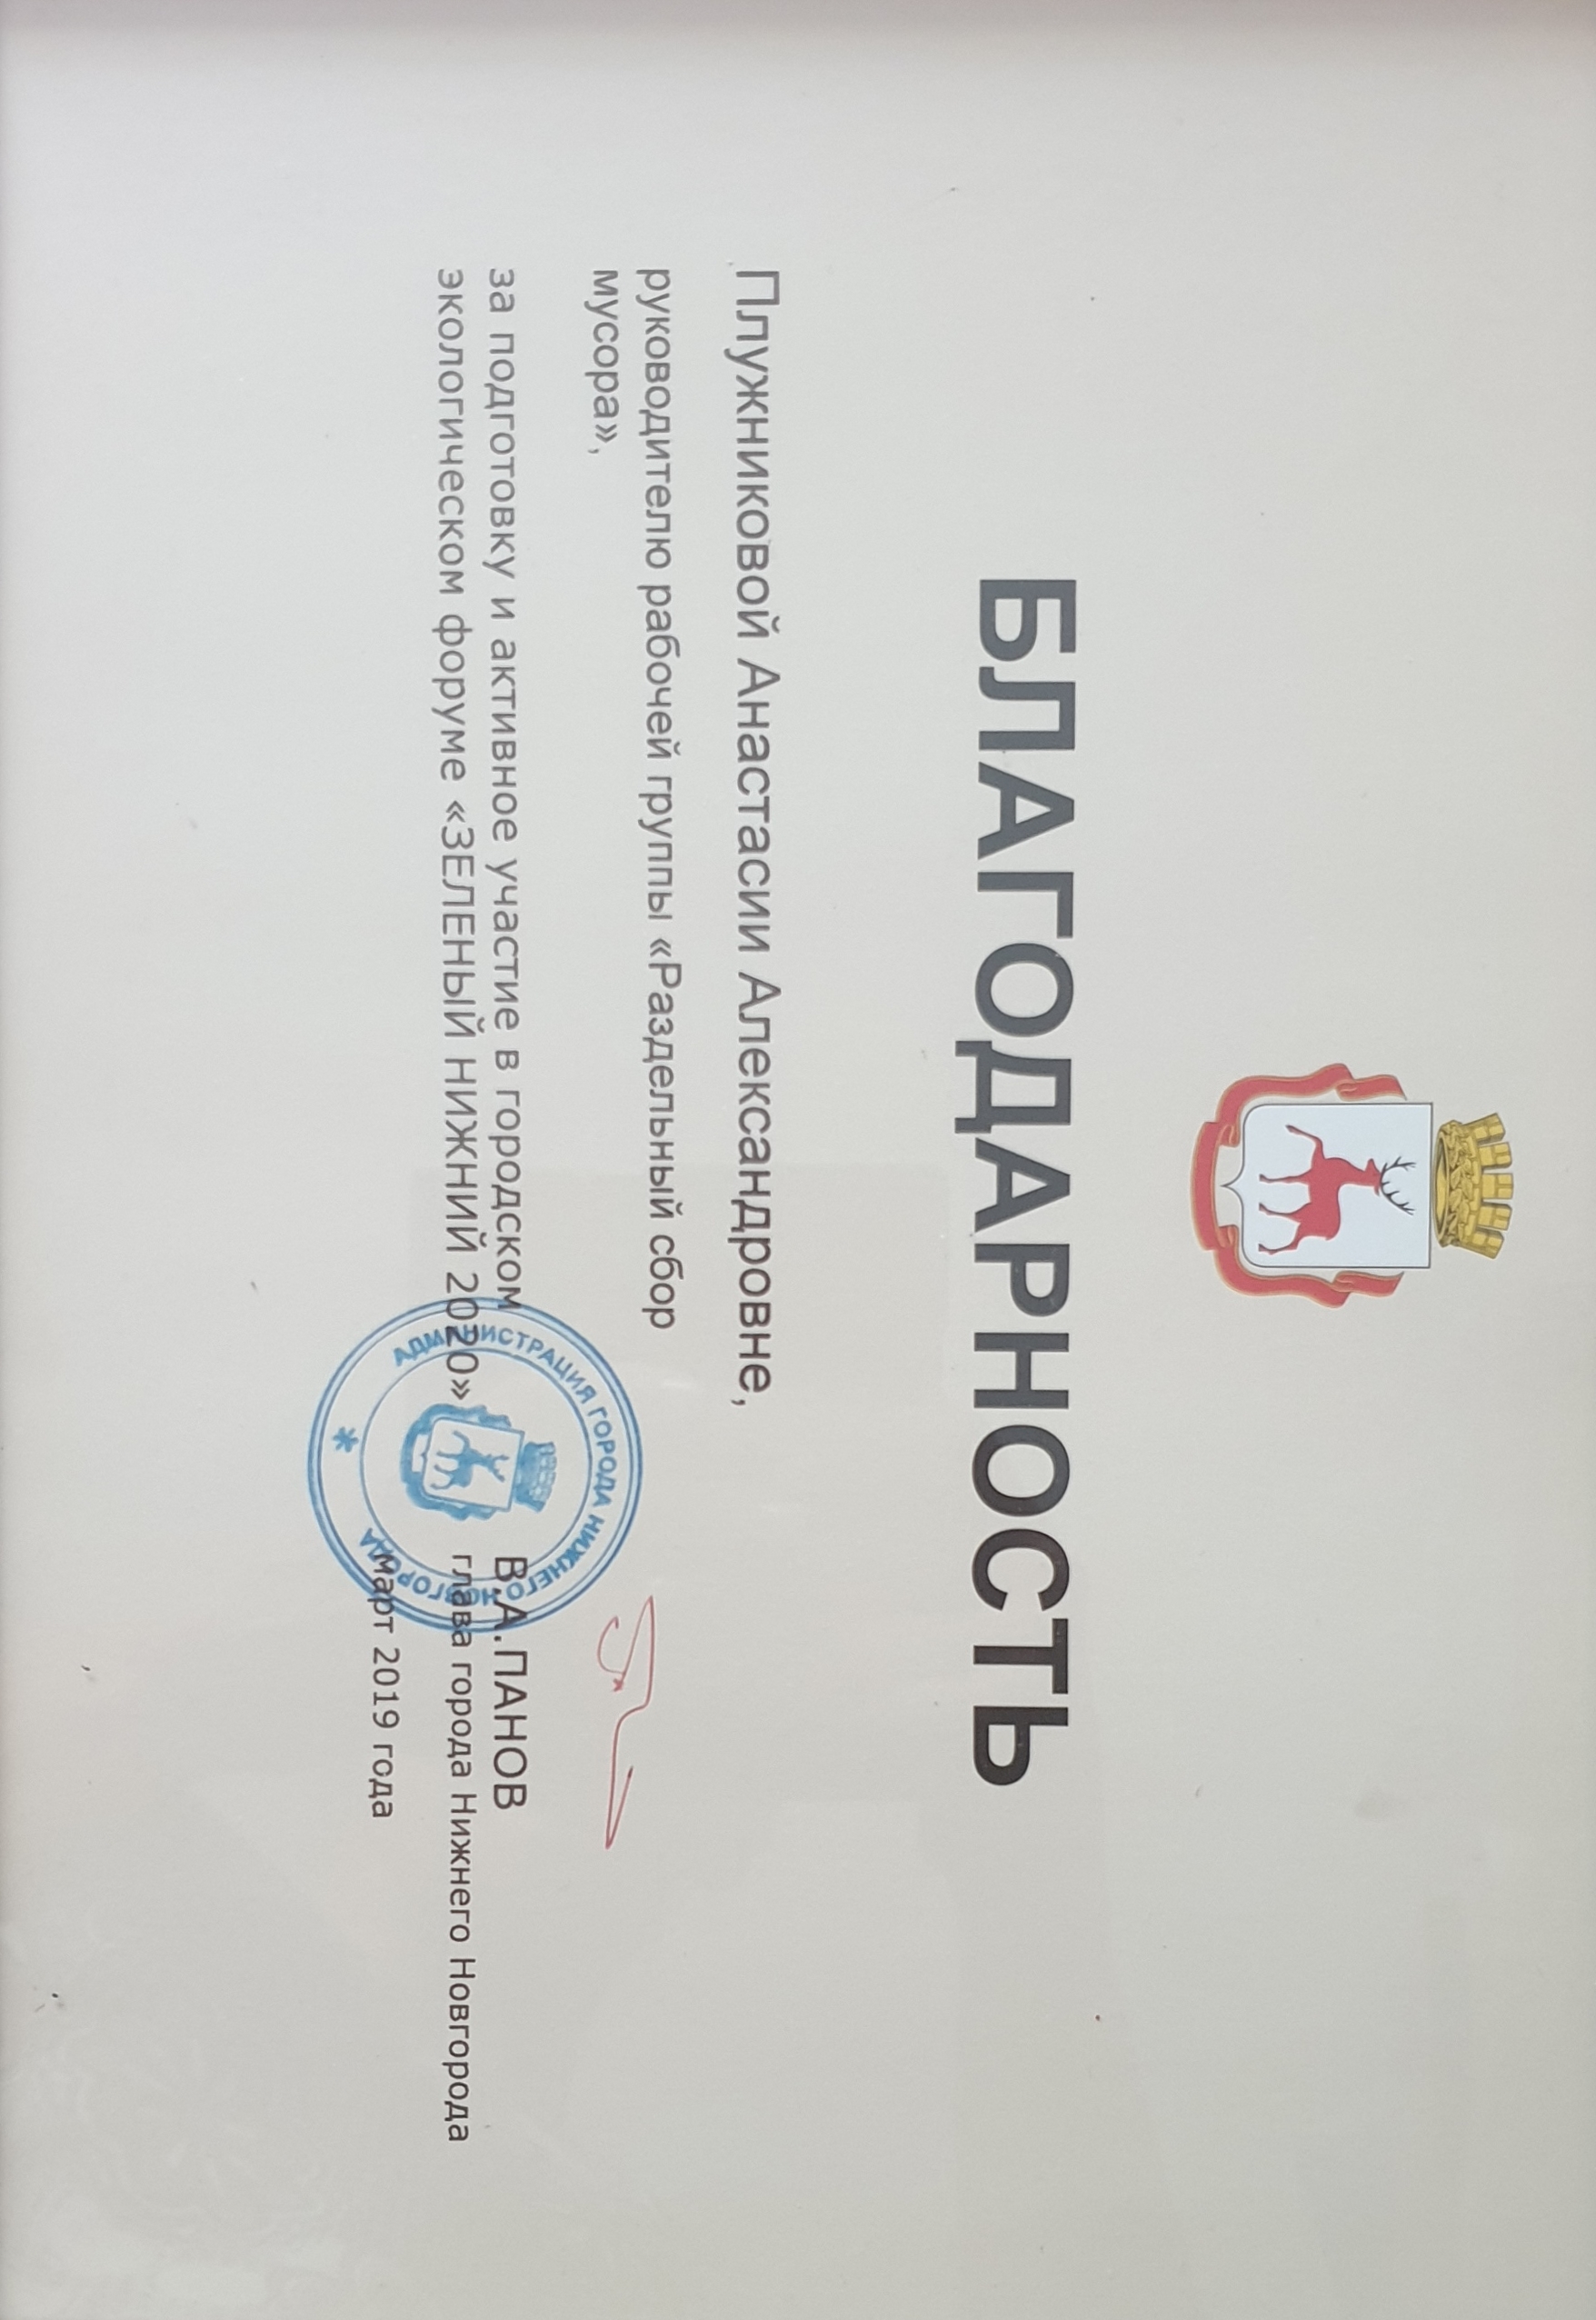 БЛАГОДАРНОСТЬ
Плужниковой Анастасии Александровне,
руководителю рабочей группы «Раздельный сбор
мусора»,
за подготовку и активное участие в городском
экологическом форуме «ЗЕЛЕНЫЙ НИЖНИЙ 2020»
АДМИНИСТРАЦИЯ ГОРОДА НИЖНЕГО НОВГОРОДА
В.А.ПАНОВ
глава города Нижнего Новгорода
март 2019 года